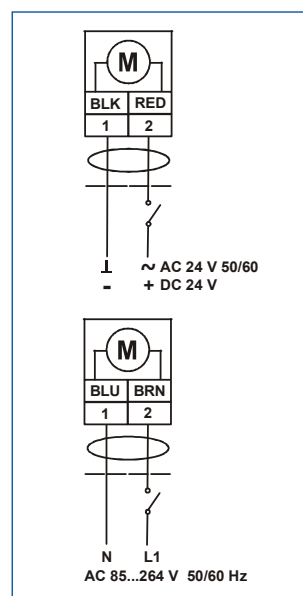 M
BLK RED
1 2
⊥ ~ AC 24 V 50/60
- + DC 24 V
M
BLU BRN
1 2
N L1
AC 85...264 V 50/60 Hz